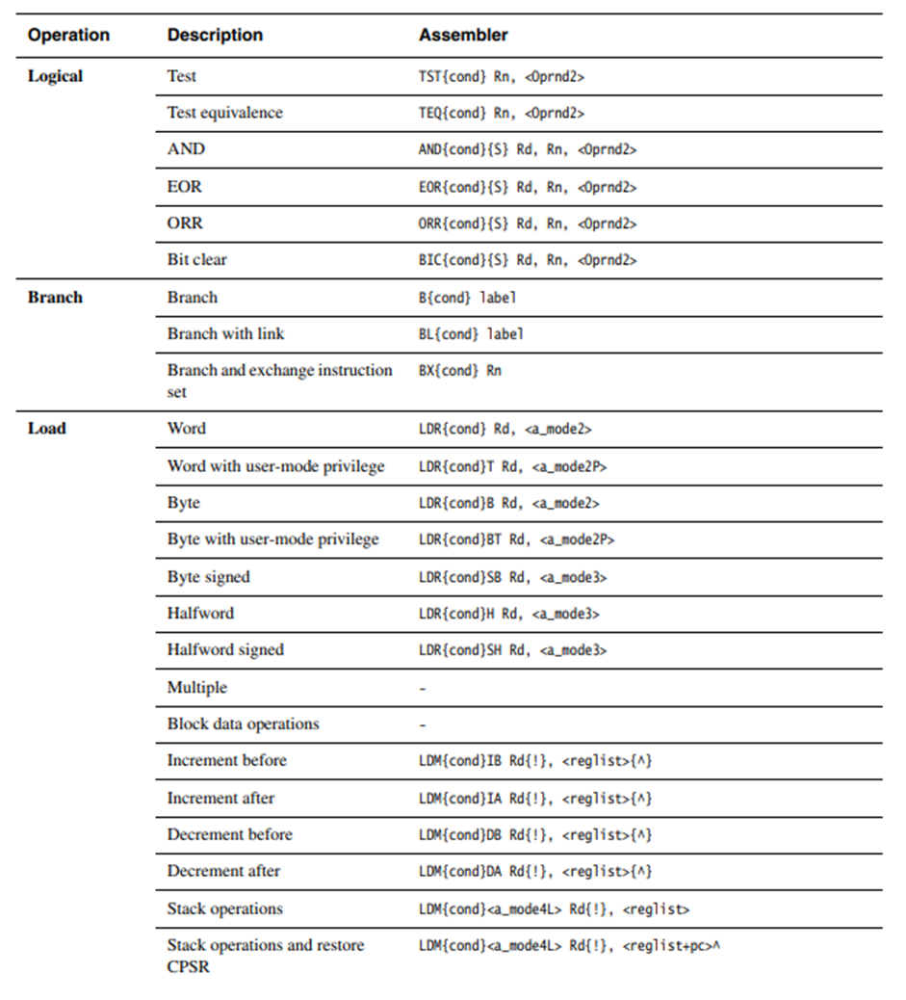 Operation Description Assembler
Logical Test TST{cond} Rn, <Oprnd2>
Test equivalence TEQ{cond} Rn, <Oprnd2>
AND AND{cond}{S} Rd, Rn, <Oprnd2>
EOR EOR{cond}{S} Rd, Rn, <Oprnd2>
ORR ORR{cond}{S} Rd, Rn, <Oprnd2>
Bit clear BIC{cond}{S} Rd, Rn, <Oprnd2>
Branch Branch B{cond} label
Branch with link BL{cond} label
Branch and exchange instruction BX{cond} Rn
set
Load Word LDR{cond} Rd, <a_mode2>
Word with user-mode privilege LDR{cond}T Rd, <a_mode2P>
Byte LDR{cond}B Rd, <a_mode2>
Byte with user-mode privilege LDR{cond}BT Rd, <a_mode2P>
Byte signed LDR{cond}SB Rd, <a_mode3>
Halfword LDR{cond}H Rd, <a_mode3>
Halfword signed LDR{cond}SH Rd, <a_mode3>
Multiple -
Block data operations -
Increment before LDM{cond}IB Rd{!}, <reglist>{^}
Increment after LDM{cond}IA Rd{!}, <reglist>{^}
Decrement before LDM{cond}DB Rd{!}, <reglist>{^}
Decrement after LDM{cond}DA Rd{!}, <reglist>{^}
Stack operations LDM{cond}<a_mode4L> Rd{!}, <reglist>
Stack operations and restore LDM{cond}<a_mode4L> Rd{!}, <reglist+pc>^
CPSR